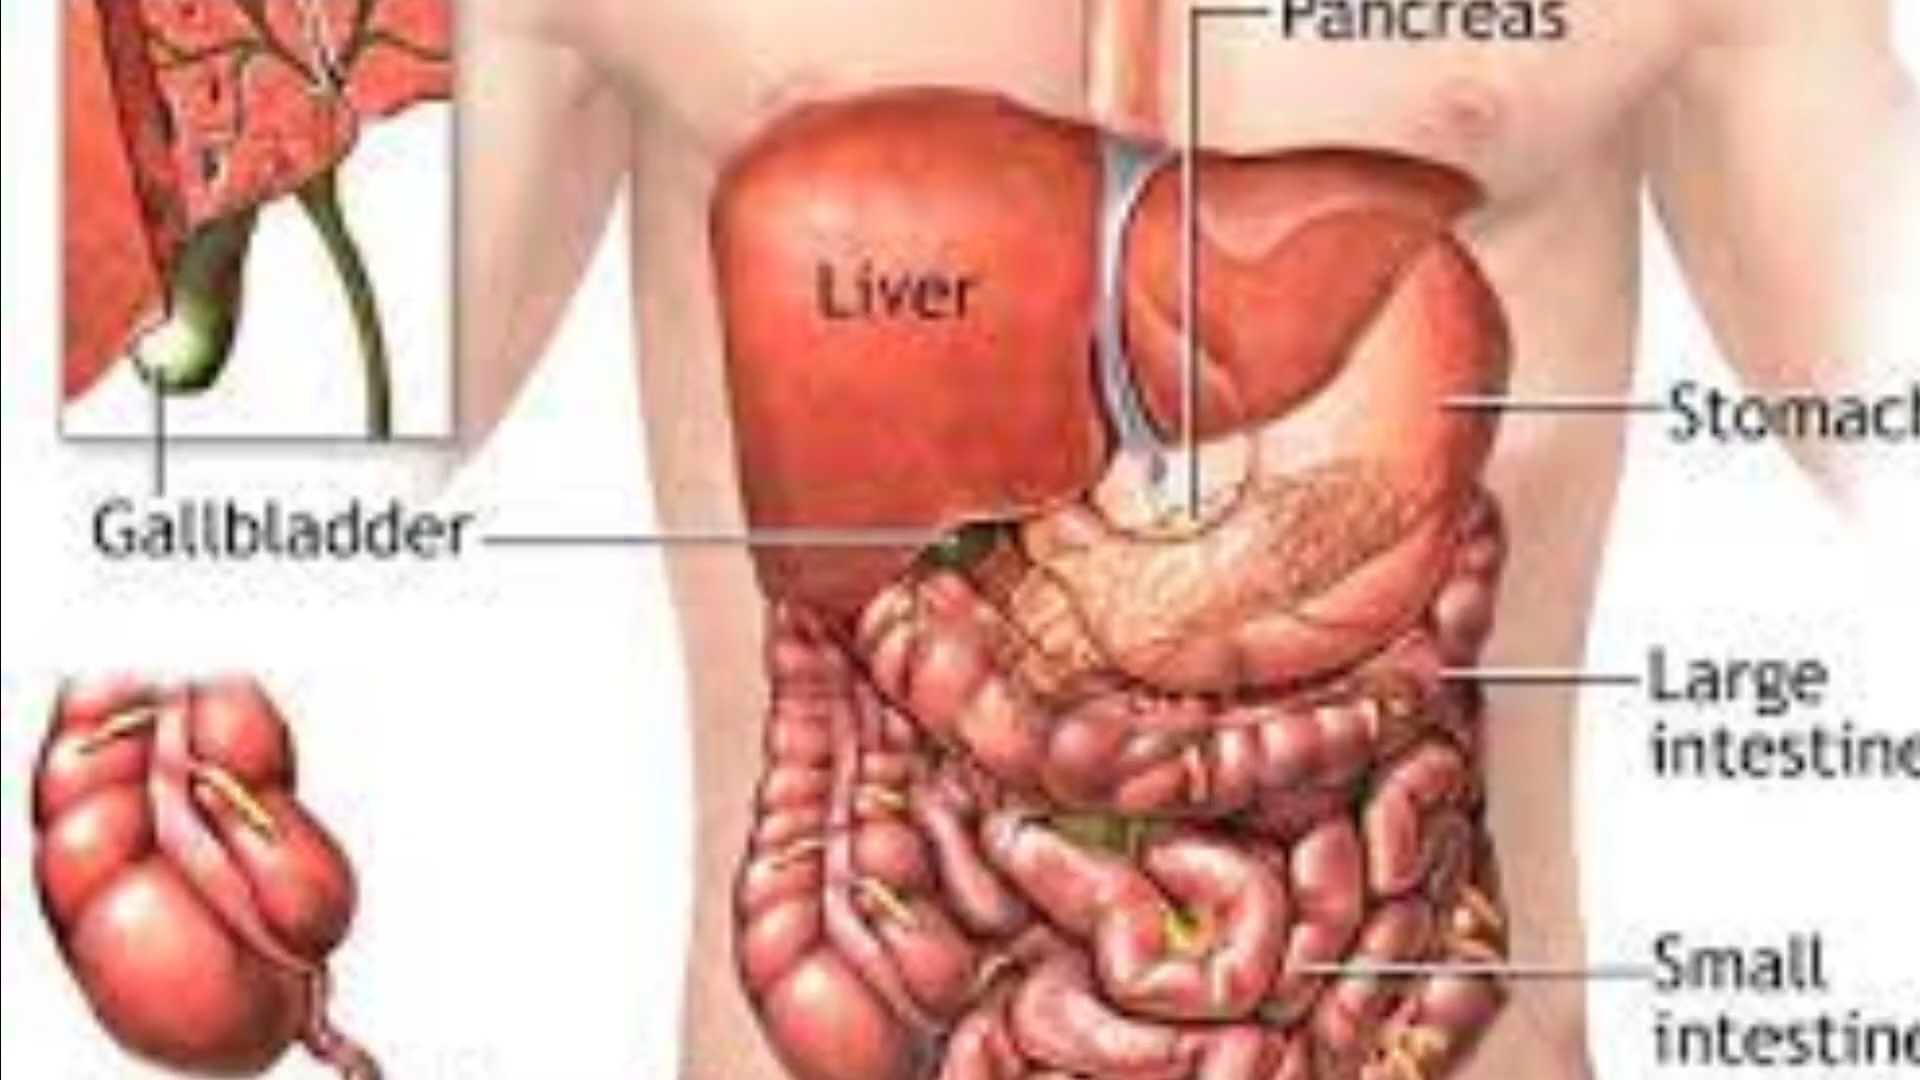 Pancreas
Liver
Stomach
Gallbladder
Large
intestine
Small
intestine